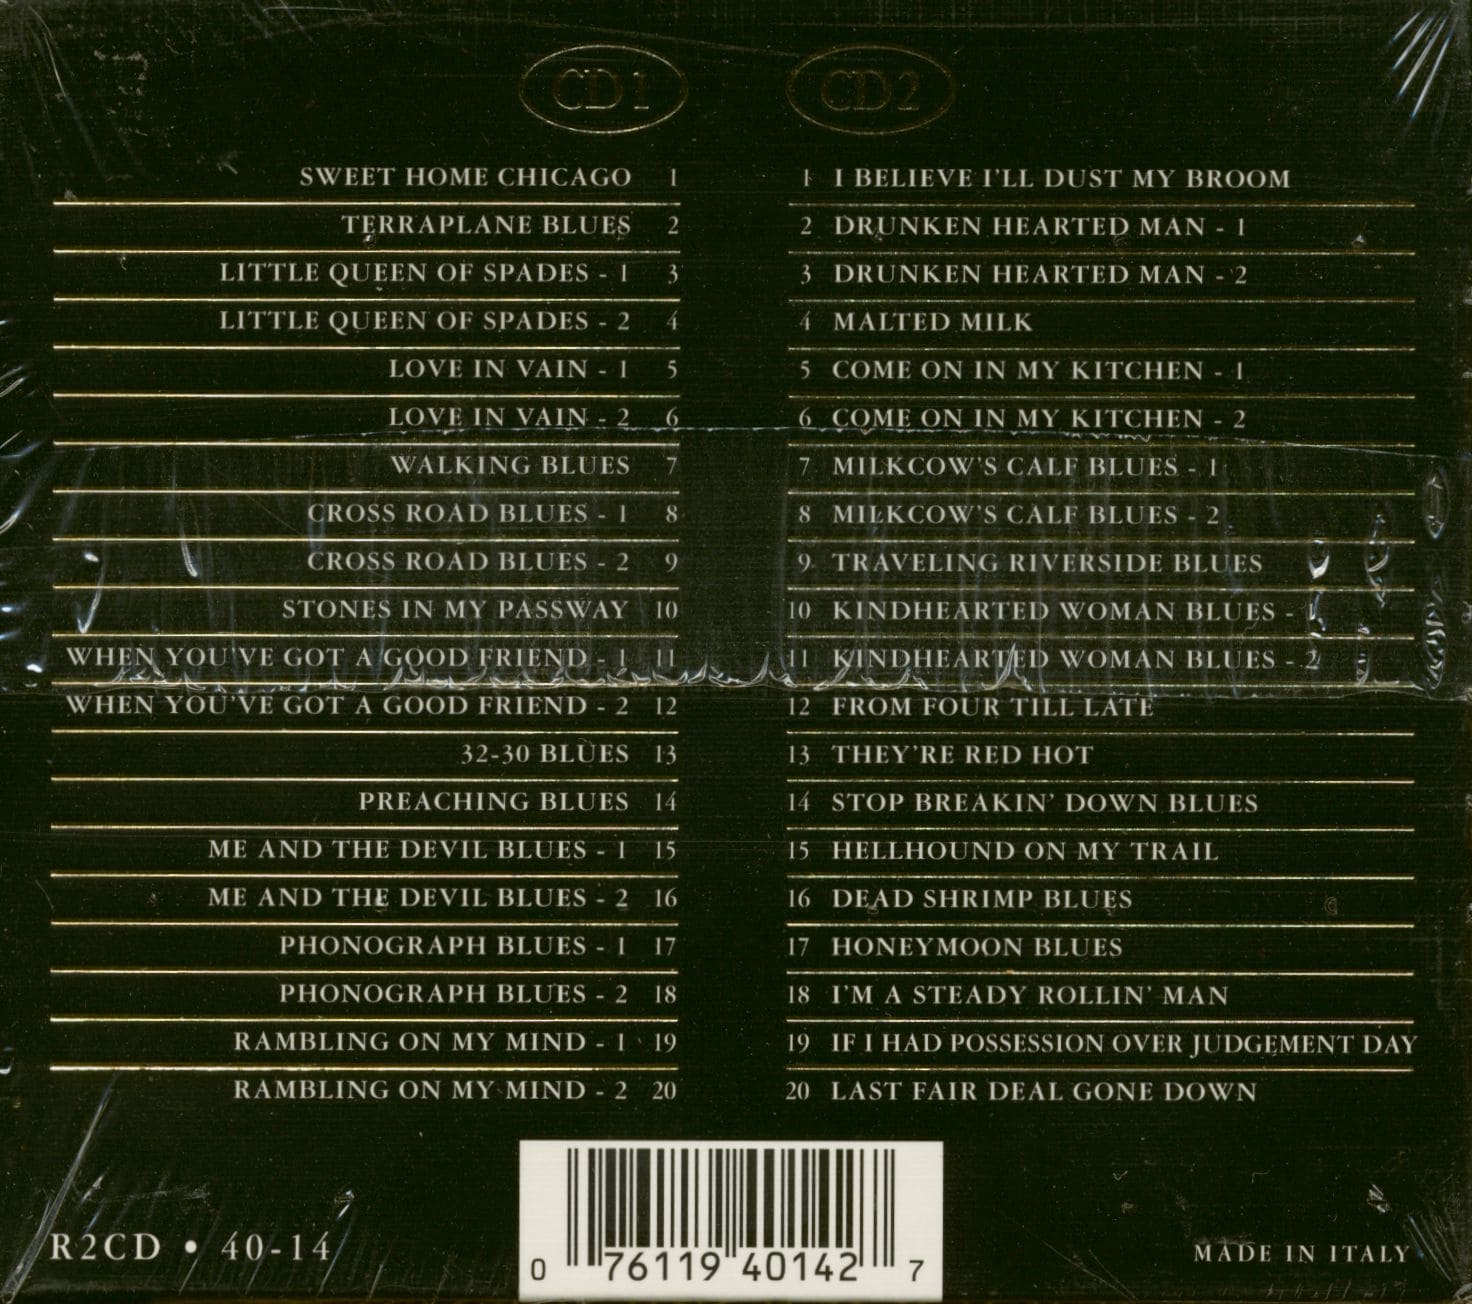 CD1
SWEET HOME CHICAGO 1
TERRAPLANE BLUES 2
LITTLE QUEEN OF SPADES - 1 3
LITTLE QUEEN OF SPADES - 2 4
LOVE IN VAIN - 1 5
LOVE IN VAIN - 2 6
WALKING BLUES 7
CROSS ROAD BLUES - 1 8
CROSS ROAD BLUES - 2 9
STONES IN MY PASSWAY 10
WHEN YOU'VE GOT A GOOD FRIEND - 1 11
WHEN YOU'VE GOT A GOOD FRIEND - 2 12
32-30 BLUES 13
PREACHING BLUES 14
ME AND THE DEVIL BLUES - 1 15
ME AND THE DEVIL BLUES - 2 16
PHONOGRAPH BLUES - 1 17
PHONOGRAPH BLUES - 2 18
RAMBLING ON MY MIND - 1 19
RAMBLING ON MY MIND - 2 20
CD2
1 I BELIEVE I'LL DUST MY BROOM
2 DRUNKEN HEARTED MAN - 1
3 DRUNKEN HEARTED MAN - 2
4 MALTED MILK
5 COME ON IN MY KITCHEN - 1
6 COME ON IN MY KITCHEN - 2
7 MILKCOW'S CALF BLUES - 1
8 MILKCOW'S CALF BLUES - 2
9 TRAVELING RIVERSIDE BLUES
10 KINDHEARTED WOMAN BLUES - 1
11 KINDHEARTED WOMAN BLUES - 2
12 FROM FOUR TILL LATE
13 THEY'RE RED HOT
14 STOP BREAKIN' DOWN BLUES
15 HELLHOUND ON MY TRAIL
16 DEAD SHRIMP BLUES
17 HONEYMOON BLUES
18 I'M A STEADY ROLLIN' MAN
19 IF I HAD POSSESSION OVER JUDGEMENT DAY
20 LAST FAIR DEAL GONE DOWN
R2CD • 40-14
0 76119 40142 7
MADE IN ITALY